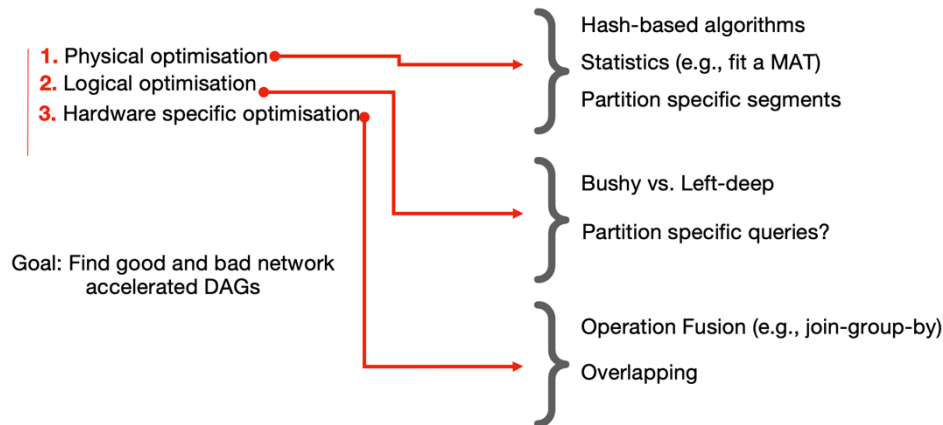 1. Physical optimisation
2. Logical optimisation
3. Hardware specific optimisation
Goal: Find good and bad network
accelerated DAGs
Hash-based algorithms
Statistics (e.g., fit a MAT)
Partition specific segments
Bushy vs. Left-deep
Partition specific queries?
Operation Fusion (e.g., join-group-by)
Overlapping